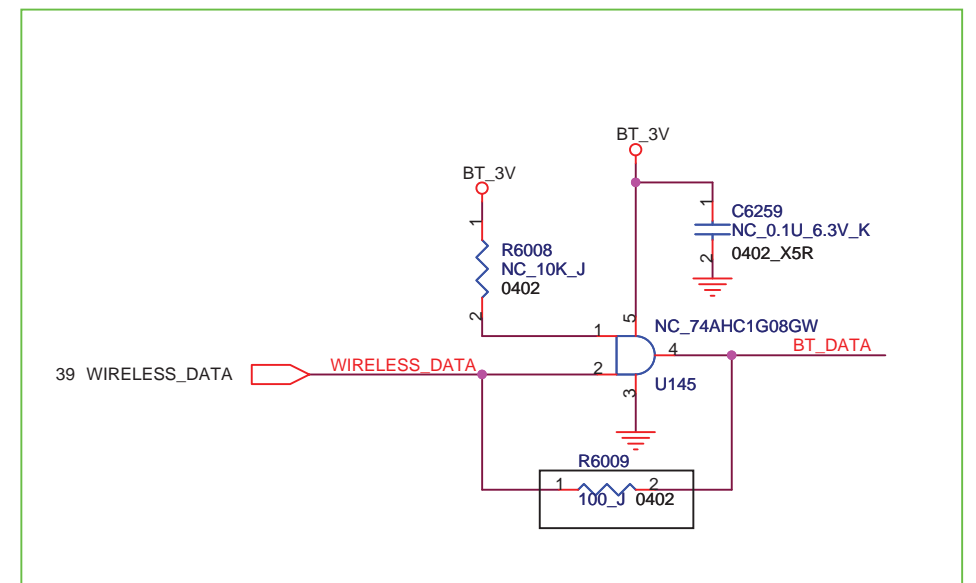 BT_3V
BT_3V
1
R6008
NC_10K_J
0402
2
1
C6259
NC_0.1U_6.3V_K
0402_X5R
2
5
NC_74AHC1G08GW
1
4
BT_DATA
39 WIRELESS_DATA
WIRELESS_DATA
2
U145
3
R6009
1
2
100_J 0402